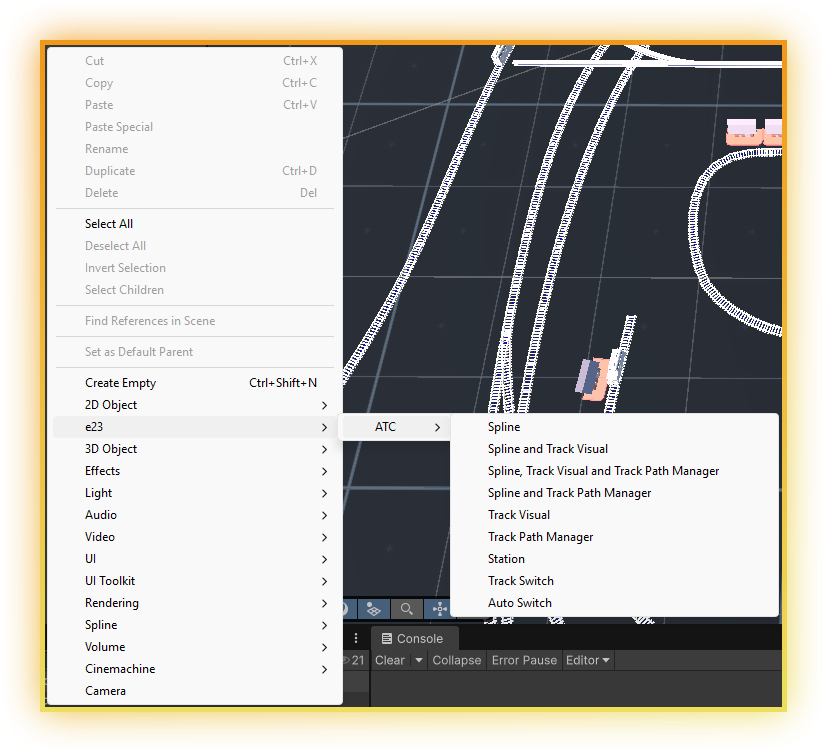 Cut Ctrl+X
Copy Ctrl+C
Paste Ctrl+V
Paste Special
Rename
Duplicate Ctrl+D
Delete Del
Select All
Deselect All
Invert Selection
Select Children
Find References in Scene
Set as Default Parent
Create Empty Ctrl+Shift+N
2D Object
e23
3D Object
Effects
Light
Audio
Video
UI
UI Toolkit
Rendering
Spline
Volume
Cinemachine
Camera
ATC
Spline
Spline and Track Visual
Spline, Track Visual and Track Path Manager
Spline and Track Path Manager
Track Visual
Track Path Manager
Station
Track Switch
Auto Switch
Console
21 Clear Collapse Error Pause Editor